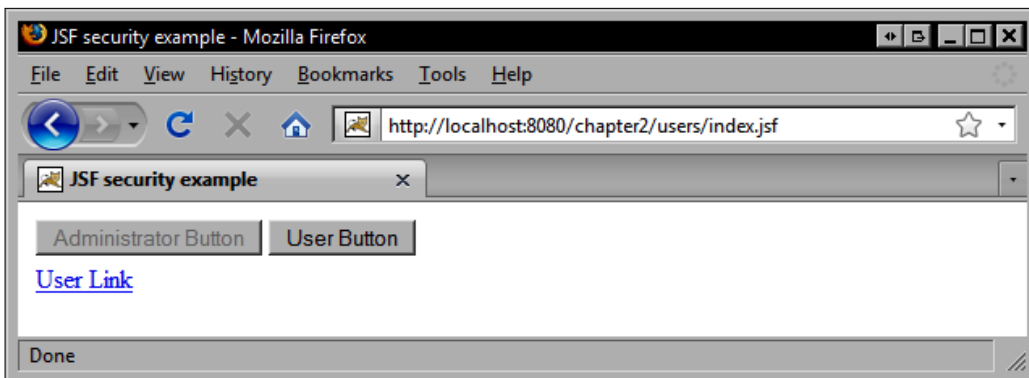 JSF security example - Mozilla Firefox
File Edit View History Bookmarks Tools Help
http://localhost:8080/chapter2/users/index.jsf
JSF security example
Administrator Button User Button
User Link
Done